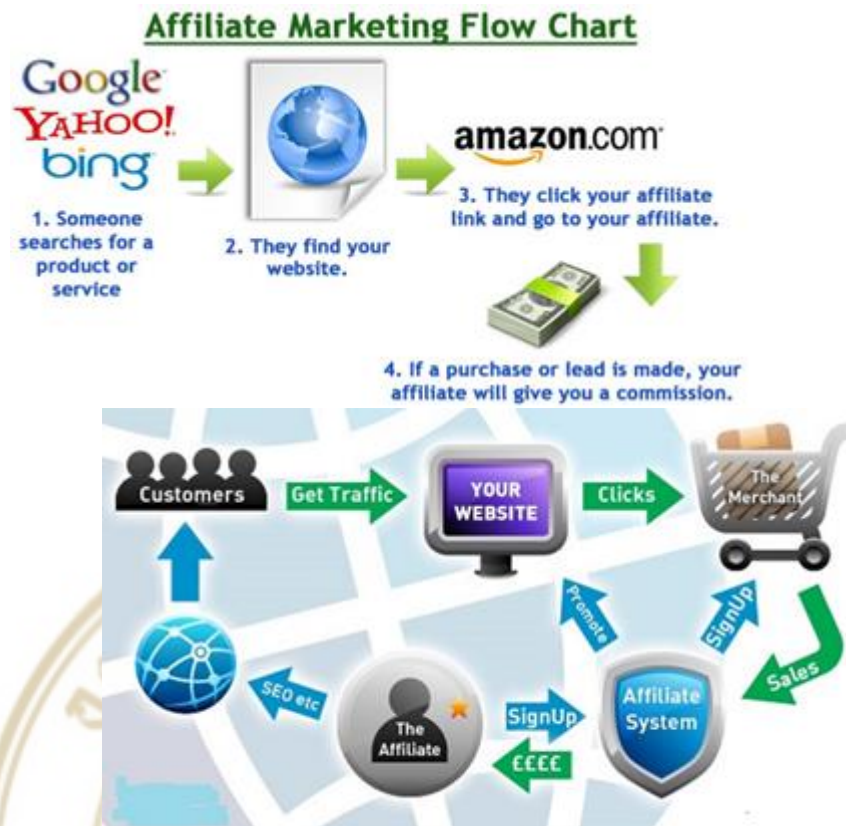 Affiliate Marketing Flow Chart
Google
YAHOO!
bing
1. Someone
searches for a
product or
service
2. They find your
website.
amazon.com
3. They click your affiliate
link and go to your affiliate.
4. If a purchase or lead is made, your
affiliate will give you a commission.
Customers
Get Traffic
YOUR
WEBSITE
Clicks
The
Merchant
Promote
SignUp
Sales
SEO etc
The
Affiliate
SignUp
££££
Affiliate
System